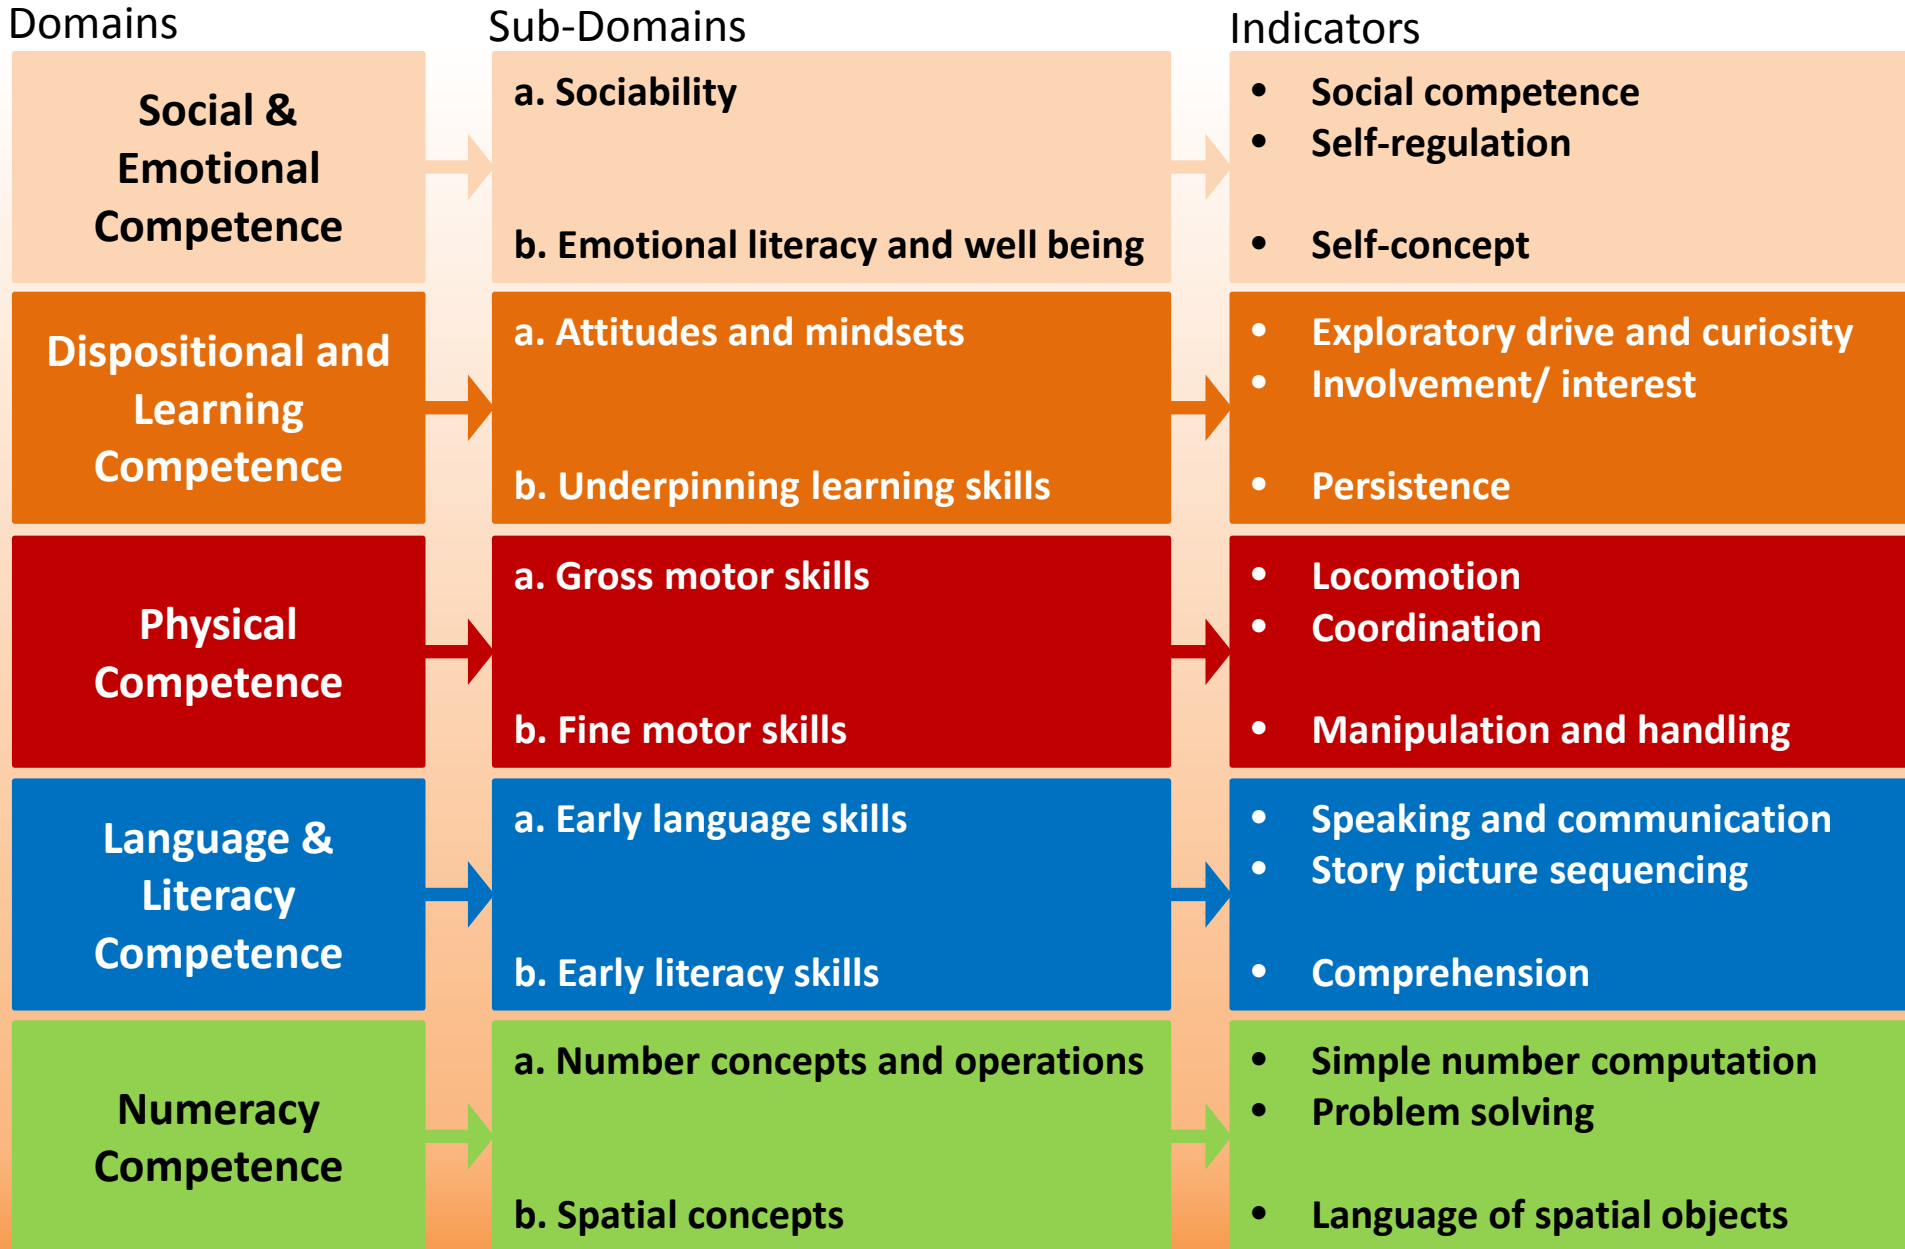 Domains
Sub-Domains
Indicators
Social &
Emotional
Competence
a. Sociability
b. Emotional literacy and well being
• Social competence
• Self-regulation
• Self-concept
Dispositional and
Learning
Competence
a. Attitudes and mindsets
b. Underpinning learning skills
• Exploratory drive and curiosity
• Involvement/ interest
• Persistence
Physical
Competence
a. Gross motor skills
b. Fine motor skills
• Locomotion
• Coordination
• Manipulation and handling
Language &
Literacy
Competence
a. Early language skills
b. Early literacy skills
• Speaking and communication
• Story picture sequencing
• Comprehension
Numeracy
Competence
a. Number concepts and operations
b. Spatial concepts
• Simple number computation
• Problem solving
• Language of spatial objects